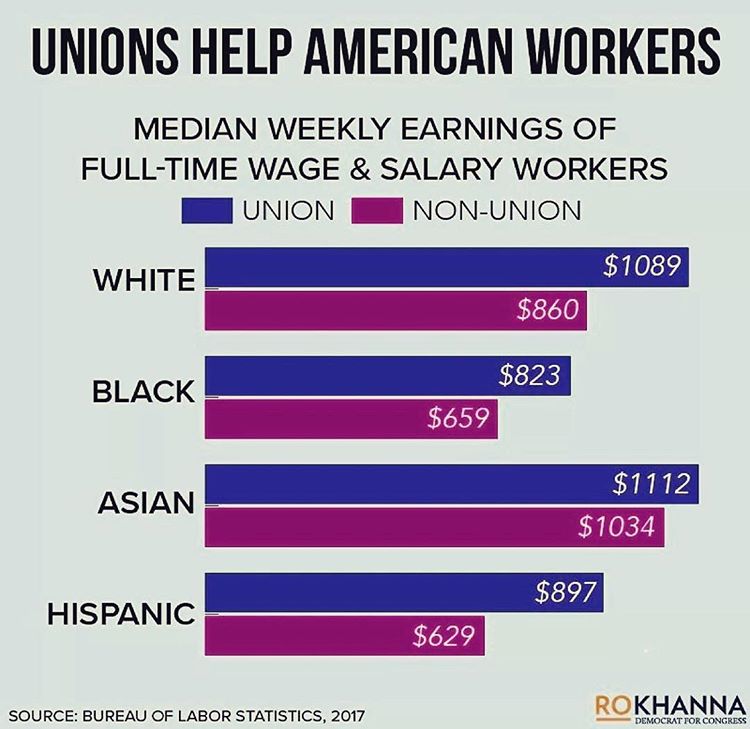 UNIONS HELP AMERICAN WORKERS
MEDIAN WEEKLY EARNINGS OF
FULL-TIME WAGE & SALARY WORKERS
UNION NON-UNION
WHITE
$1089
$860
BLACK
$823
$659
ASIAN
$1112
$1034
HISPANIC
$897
$629
SOURCE: BUREAU OF LABOR STATISTICS, 2017
ROKHANNA
DEMOCRAT FOR CONGRESS